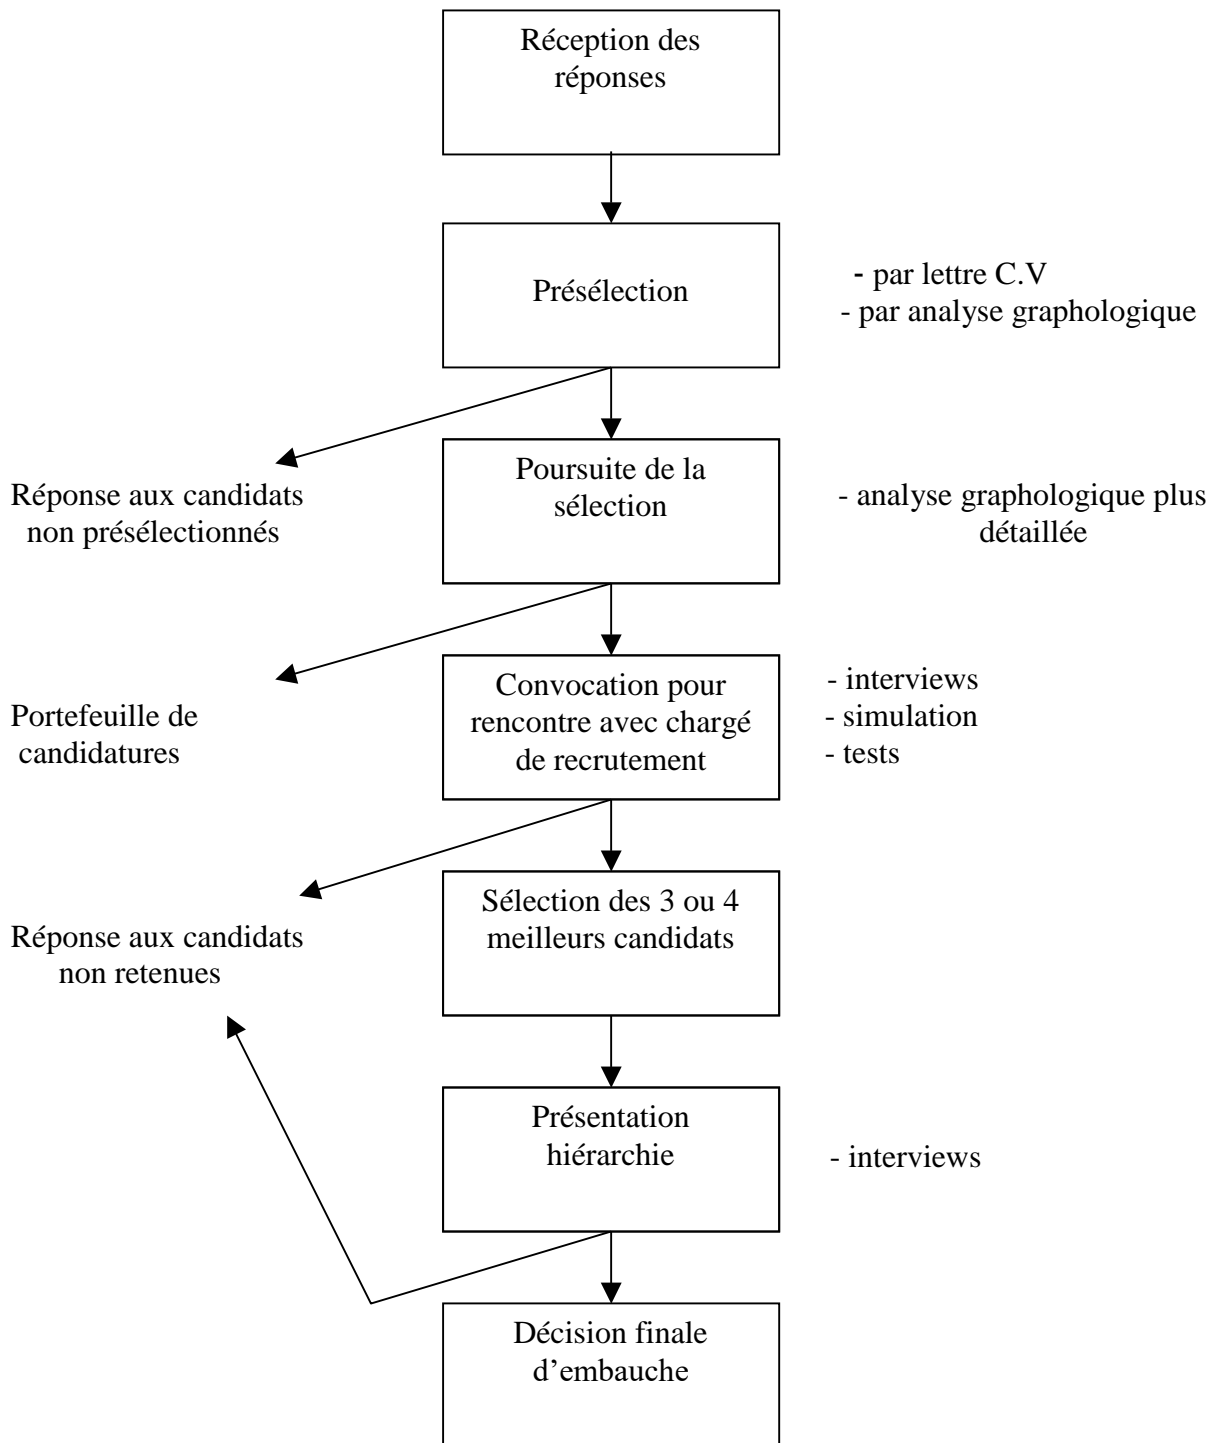 Réception des
réponses
Présélection
- par lettre C.V
- par analyse graphologique
Réponse aux candidats
non présélectionnés
Poursuite de la
sélection
- analyse graphologique plus
détaillée
Portefeuille de
candidatures
Convocation pour
rencontre avec chargé
de recrutement
- interviews
- simulation
- tests
Réponse aux candidats
non retenues
Sélection des 3 ou 4
meilleurs candidats
Présentation
hiérarchie
- interviews
Décision finale
d’embauche